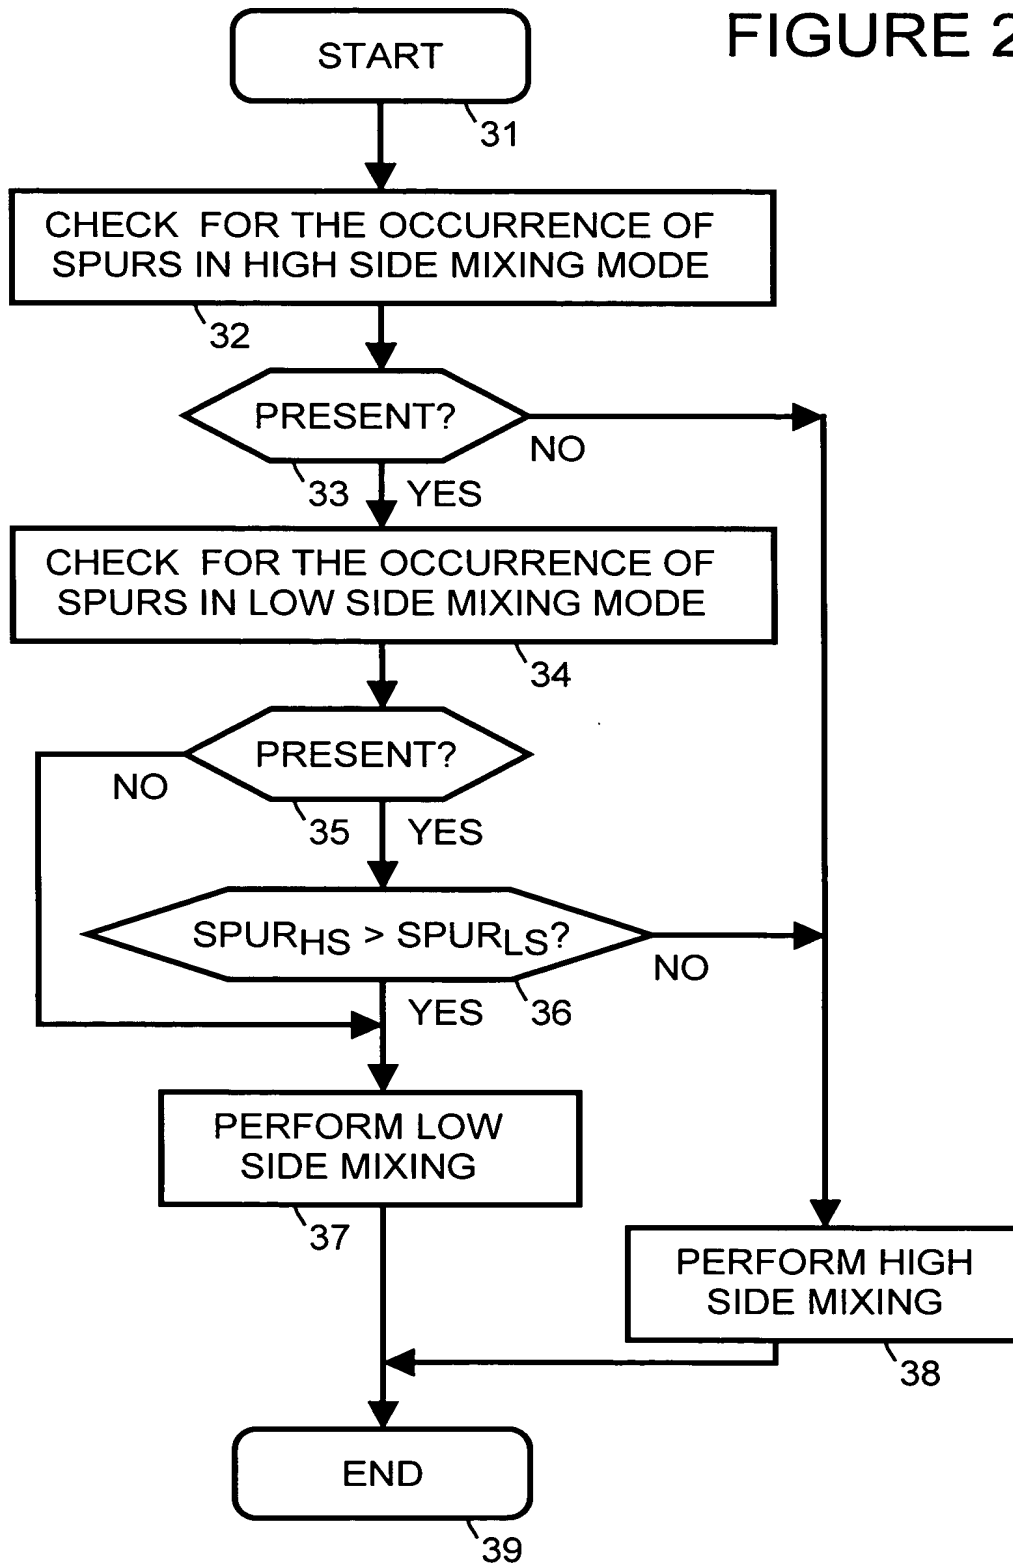 FIGURE 2
START
31
CHECK FOR THE OCCURRENCE OF
SPURS IN HIGH SIDE MIXING MODE
32
PRESENT?
NO
33
YES
CHECK FOR THE OCCURRENCE OF
SPURS IN LOW SIDE MIXING MODE
34
PRESENT?
NO
35
YES
SPURHS > SPURLS?
NO
36
YES
PERFORM LOW
SIDE MIXING
37
PERFORM HIGH
SIDE MIXING
38
END
39